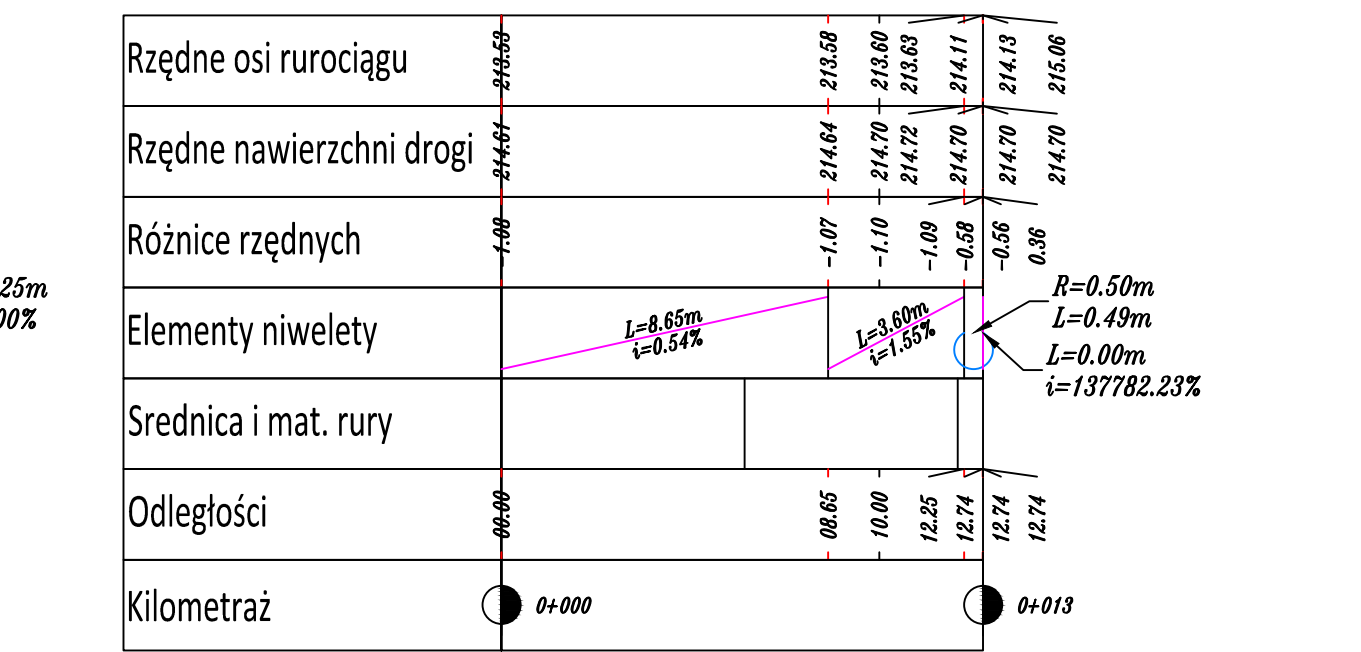 Rzędne osi rurociągu 213.53 213.58 213.60 213.63 214.11 214.13 215.06
Rzędne nawierzchni drogi 214.61 214.64 214.70 214.72 214.70 214.70 214.70
Różnice rzędnych -1.08 -1.07 -1.10 -1.09 -0.58 -0.56 0.36
25m
00%
R=0.50m
L=0.49m
Elementy niwelety
L=8.65m
i=0.54%
L=3.60m
i=1.55%
L=0.00m
i=137782.23%
Srednica i mat. rury
Odległości 00.00 08.65 10.00 12.25 12.74 12.74 12.74
Kilometraż 0+000 0+013